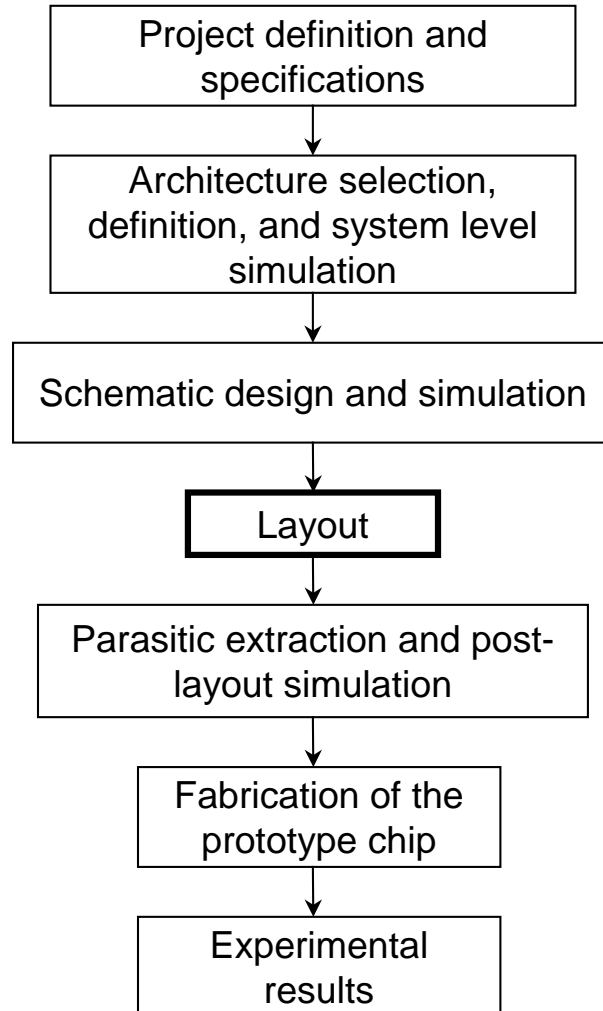 Project definition and
specifications
Architecture selection,
definition, and system level
simulation
Schematic design and simulation
Layout
Parasitic extraction and post-
layout simulation
Fabrication of the
prototype chip
Experimental
results